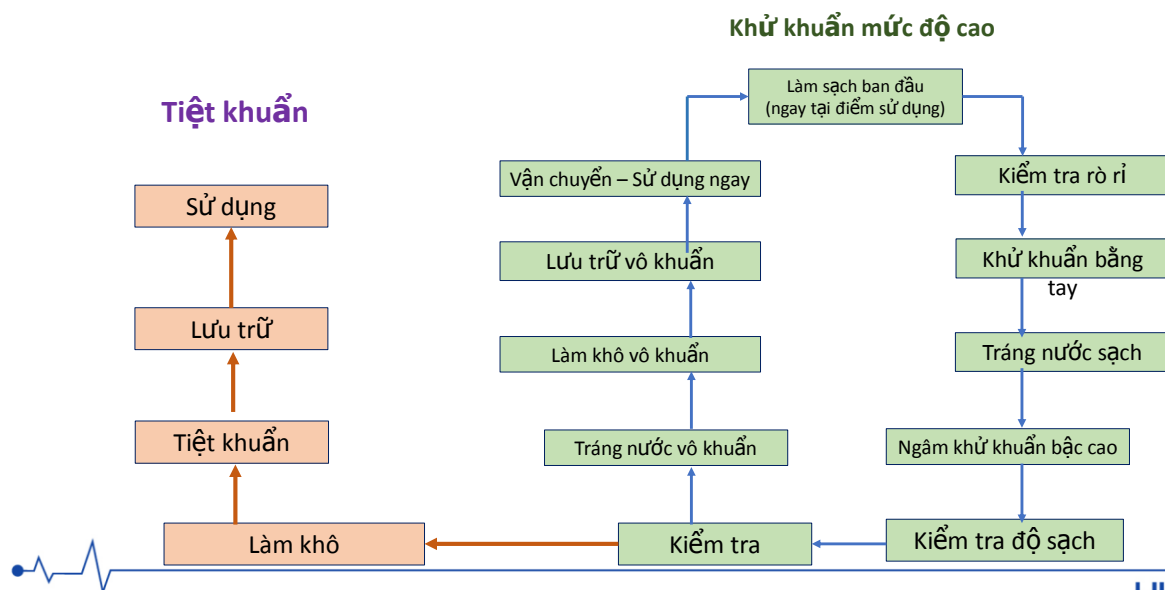 Khử khuẩn mức độ cao
Tiệt khuẩn
Làm sạch ban đầu
(ngay tại điểm sử dụng)
Vận chuyển – Sử dụng ngay
Kiểm tra rò rỉ
Sử dụng
Lưu trữ vô khuẩn
Khử khuẩn bằng
tay
Lưu trữ
Làm khô vô khuẩn
Tráng nước sạch
Tiệt khuẩn
Tráng nước vô khuẩn
Ngâm khử khuẩn bậc cao
Làm khô
Kiểm tra
Kiểm tra độ sạch